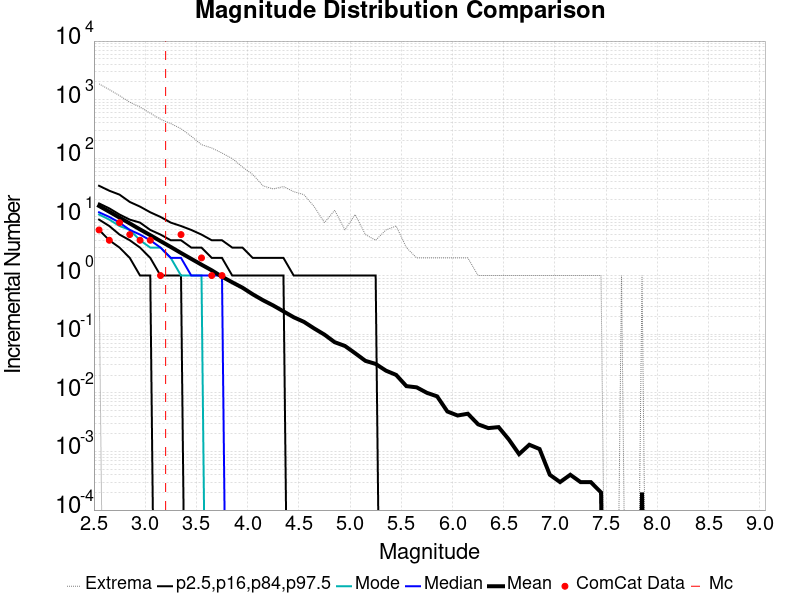 Magnitude Distribution Comparison
10^4
10^3
10^2
10^1
10^0
10^-1
10^-2
10^-3
10^-4
Incremental Number
2.5 3.0 3.5 4.0 4.5 5.0 5.5 6.0 6.5 7.0 7.5 8.0 8.5 9.0
Magnitude
Extrema p2.5,p16,p84,p97.5 Mode Median Mean ComCat Data Mc